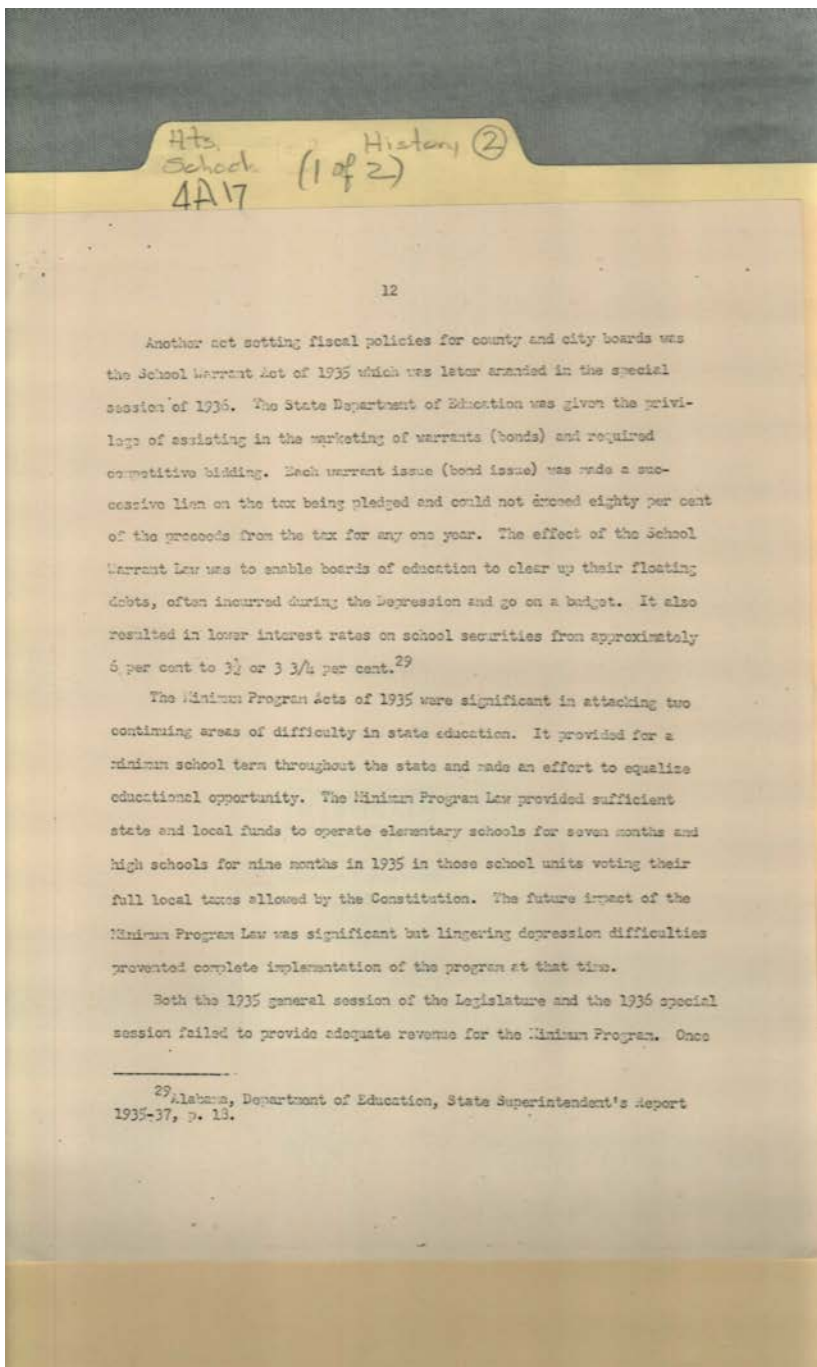 Hts. History ②
School (1 of 2)
4A17
12
Another act setting fiscal policies for county and city boards was
the School Warrant Act of 1935 which was later amended in the special
session of 1936. The State Department of Education was given the privi-
lege of assisting in the marketing of warrants (bonds) and required
competitive bidding. Each warrant issue (bond issue) was made a suc-
cessive lien on the tax being pledged and could not exceed eighty per cent
of the proceeds from the tax for any one year. The effect of the School
Warrant Law was to enable boards of education to clear up their floating
debts, often incurred during the Depression and go on a budget. It also
resulted in lower interest rates on school securities from approximately
6 per cent to 3½ or 3 3/4 per cent.29
The Minimum Program Acts of 1935 were significant in attacking two
continuing areas of difficulty in state education. It provided for a
minimum school term throughout the state and made an effort to equalize
educational opportunity. The Minimum Program Law provided sufficient
state and local funds to operate elementary schools for seven months and
high schools for nine months in 1935 in those school units voting their
full local taxes allowed by the Constitution. The future impact of the
Minimum Program Law was significant but lingering depression difficulties
prevented complete implementation of the program at that time.
Both the 1935 general session of the Legislature and the 1936 special
session failed to provide adequate revenue for the Minimum Program. Once
29Alabama, Department of Education, State Superintendent's Report
1935-37, p. 13.